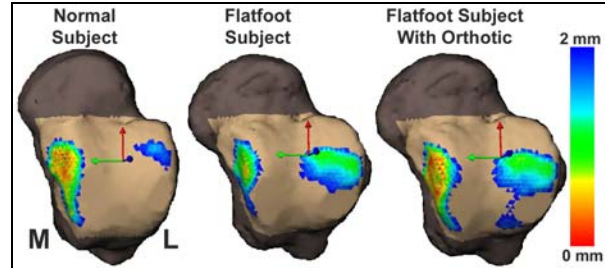 Normal
Subject
Flatfoot
Subject
Flatfoot Subject
With Orthotic
2 mm
M
L
0 mm